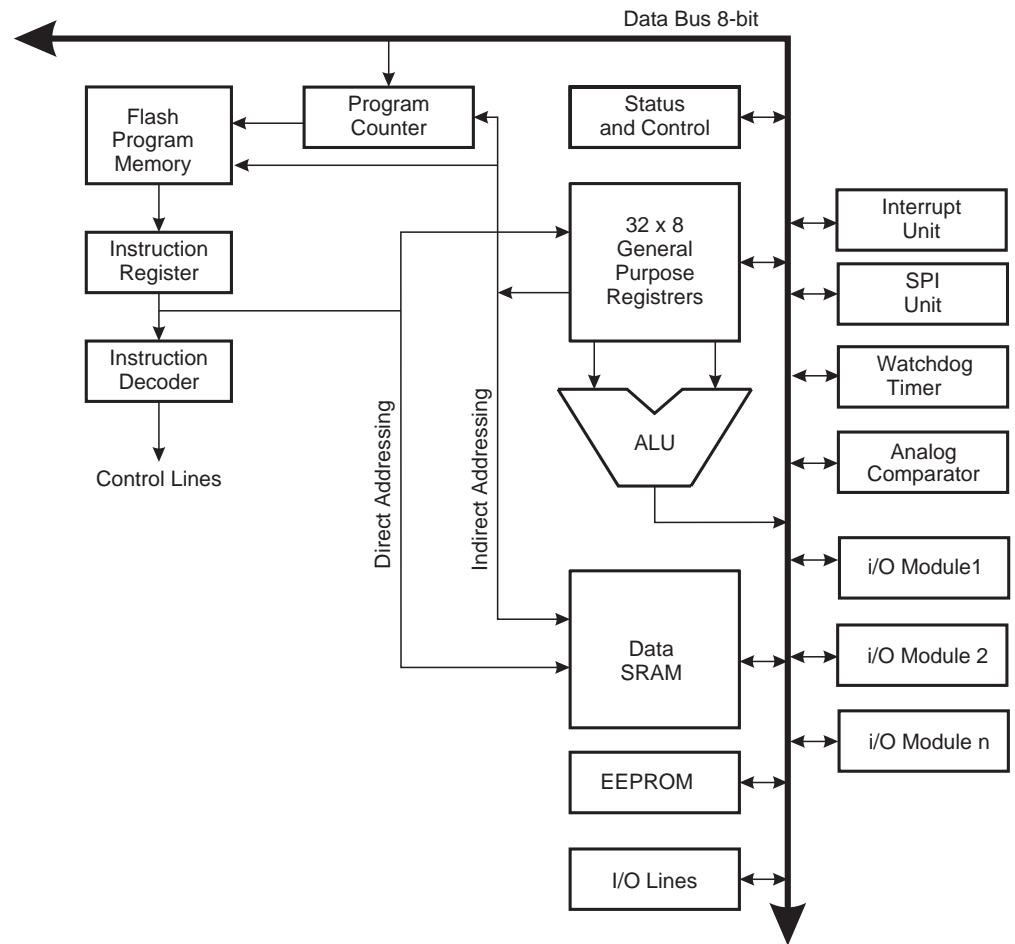 Data Bus 8-bit
Flash
Program
Memory
Program
Counter
Status
and Control
32 x 8
General
Purpose
Registrers
Interrupt
Unit
Instruction
Register
SPI
Unit
Instruction
Decoder
Watchdog
Timer
Control Lines
Direct Addressing
Indirect Addressing
ALU
Analog
Comparator
i/O Module1
Data
SRAM
i/O Module 2
i/O Module n
EEPROM
I/O Lines